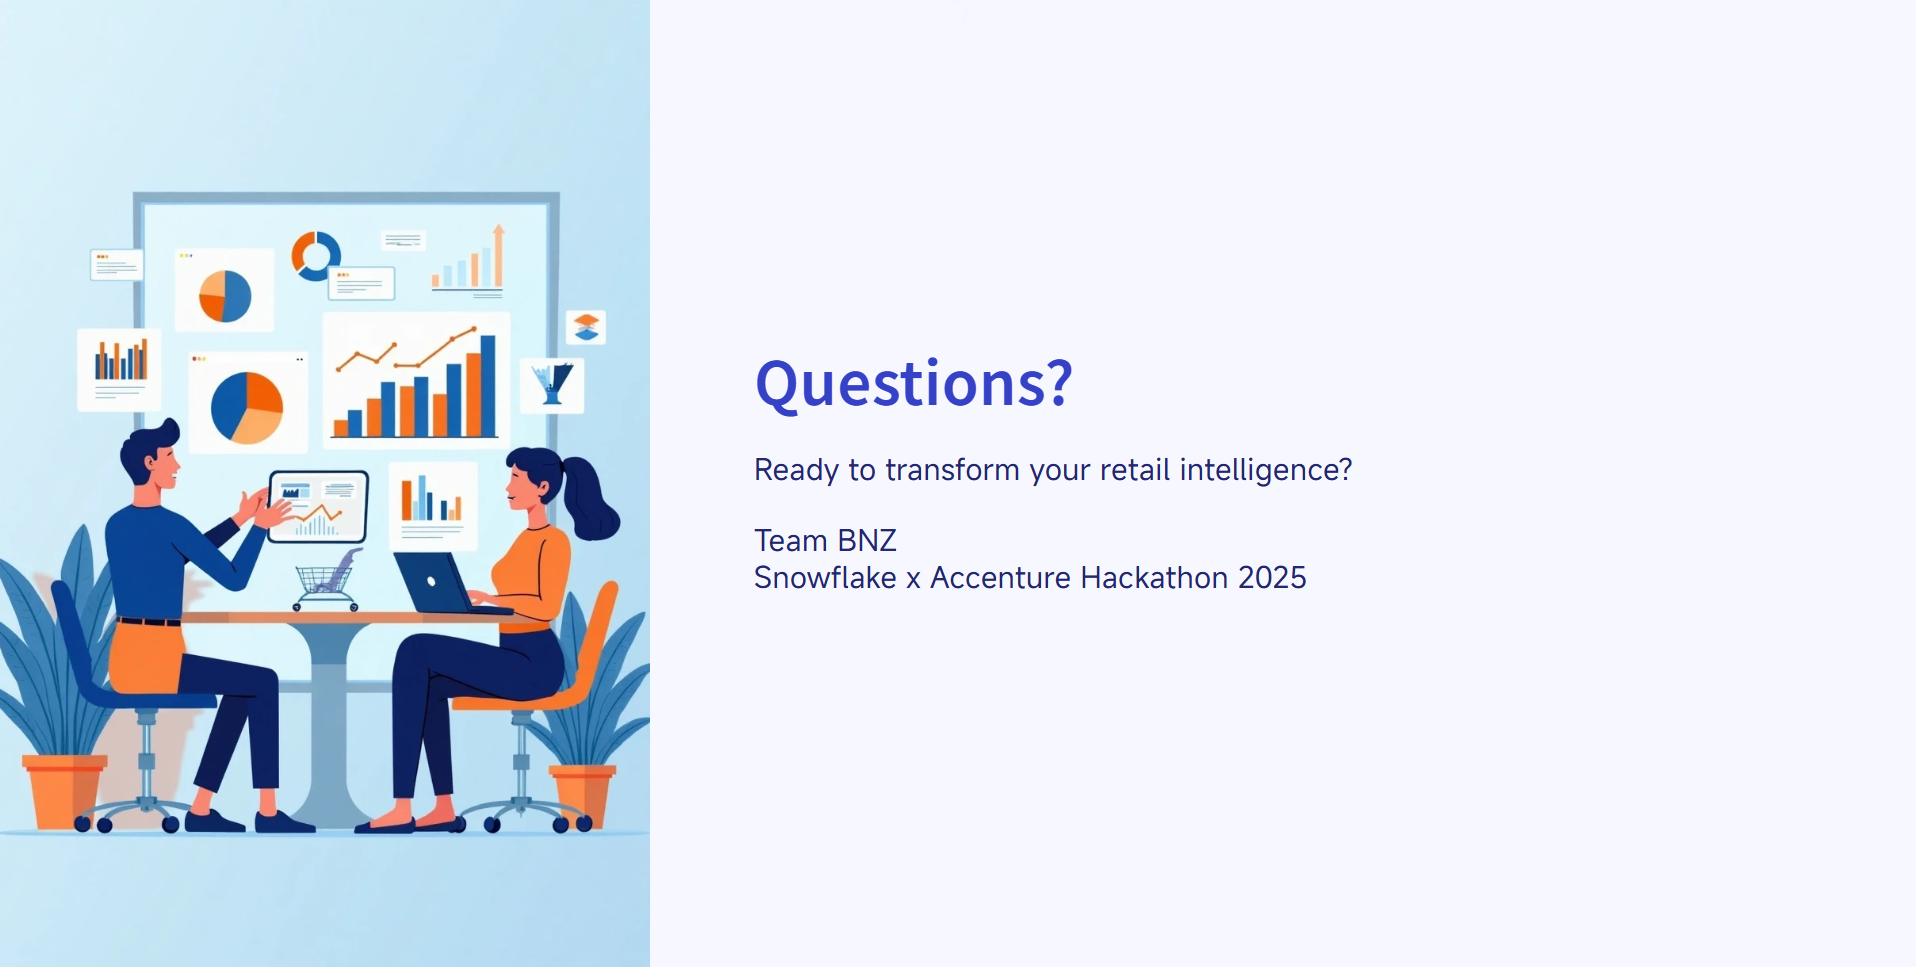 Questions?
Ready to transform your retail intelligence?
Team BNZ
Snowflake x Accenture Hackathon 2025